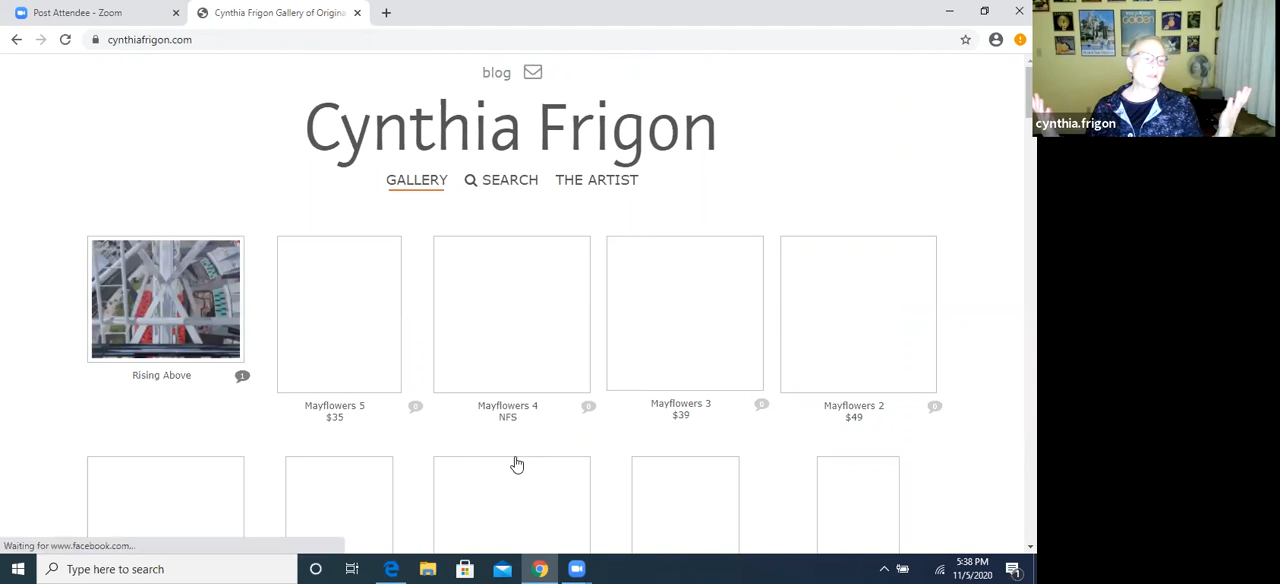 Post Attendee - Zoom
Cynthia Frigon Gallery of Origina
cynthiafrigon.com
blog
Cynthia Frigon
GALLERY SEARCH THE ARTIST
Rising Above
1
Mayflowers 5
$35
0
Mayflowers 4
NFS
0
Mayflowers 3
$39
0
Mayflowers 2
$49
0
Waiting for www.facebook.com...
Type here to search
5:38 PM
11/5/2020
1
Golden
cynthia.frigon